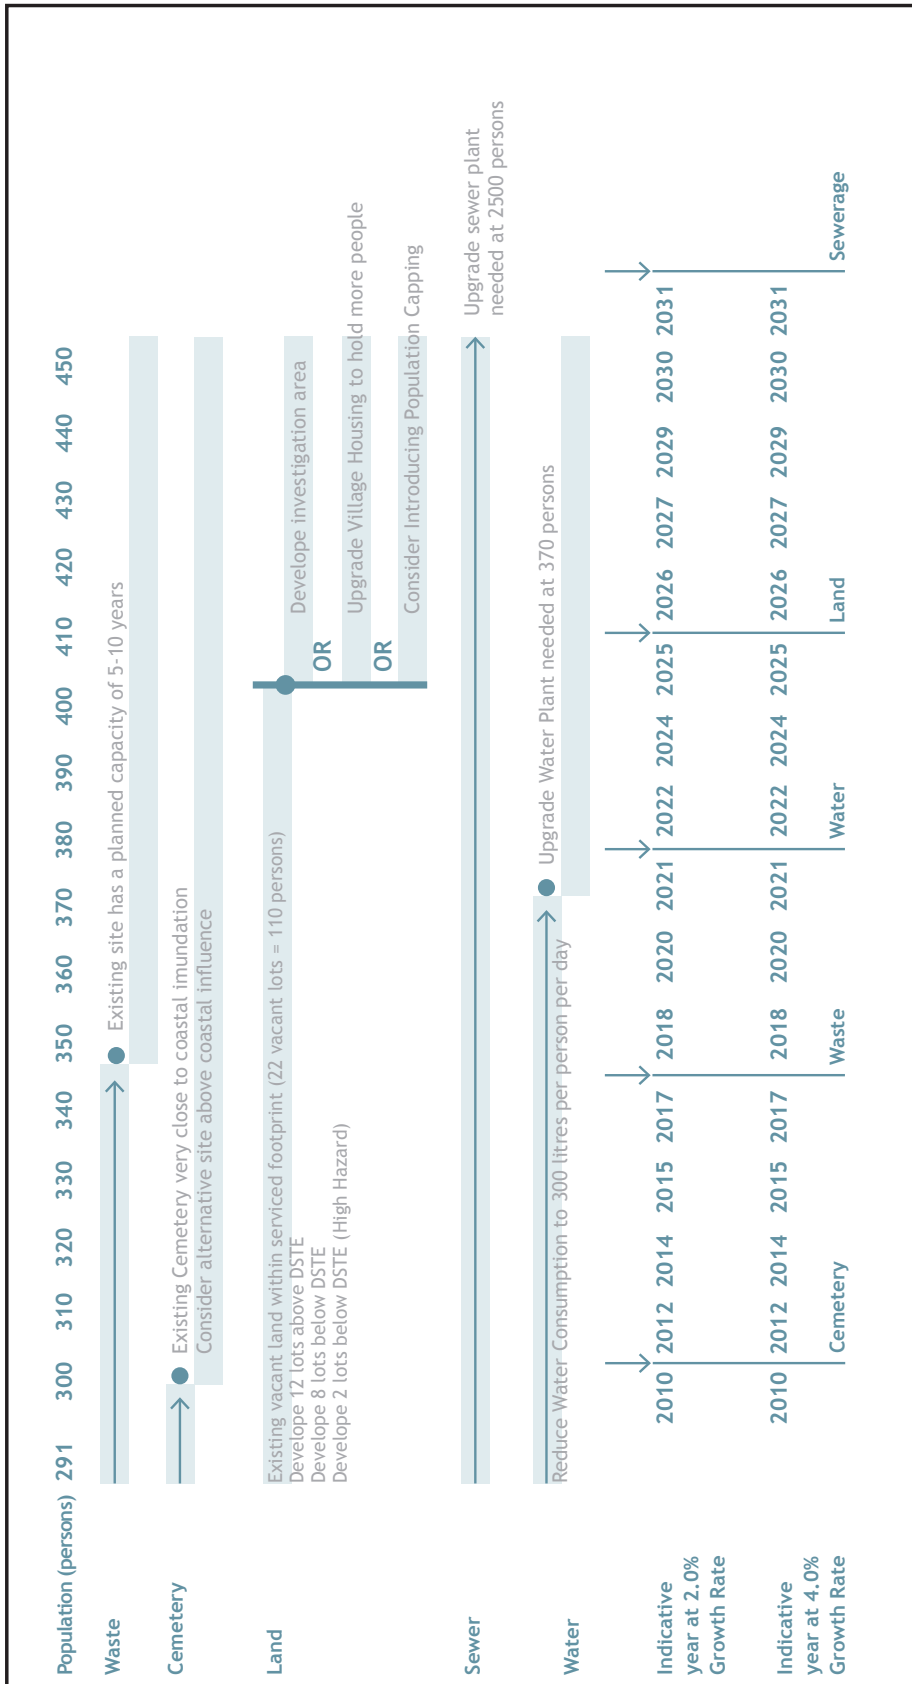 Population (persons) 291 300 310 320 330 340 350 360 370 380 390 400 410 420 430 440 450
Waste
Existing site has a planned capacity of 5-10 years
Cemetery
Existing Cemetery very close to coastal imundation
Consider alternative site above coastal influence
Land
Existing vacant land within serviced footprint (22 vacant lots = 110 persons)
Develope 12 lots above DSTE
Develope 8 lots below DSTE
Develope 2 lots below DSTE (High Hazard)
Develope investigation area
OR
Upgrade Village Housing to hold more people
OR
Consider Introducing Population Capping
Sewer
Upgrade sewer plant
needed at 2500 persons
Water
Upgrade Water Plant needed at 370 persons
Reduce Water Consumption to 300 litres per person per day
Indicative
year at 2.0%
Growth Rate
2010 2012 2014 2015 2017 2018 2020 2021 2022 2024 2025 2026 2027 2029 2030 2031
Indicative
year at 4.0%
Growth Rate
2010 2012 2014 2015 2017 2018 2020 2021 2022 2024 2025 2026 2027 2029 2030 2031
Cemetery Waste Water Land Sewerage